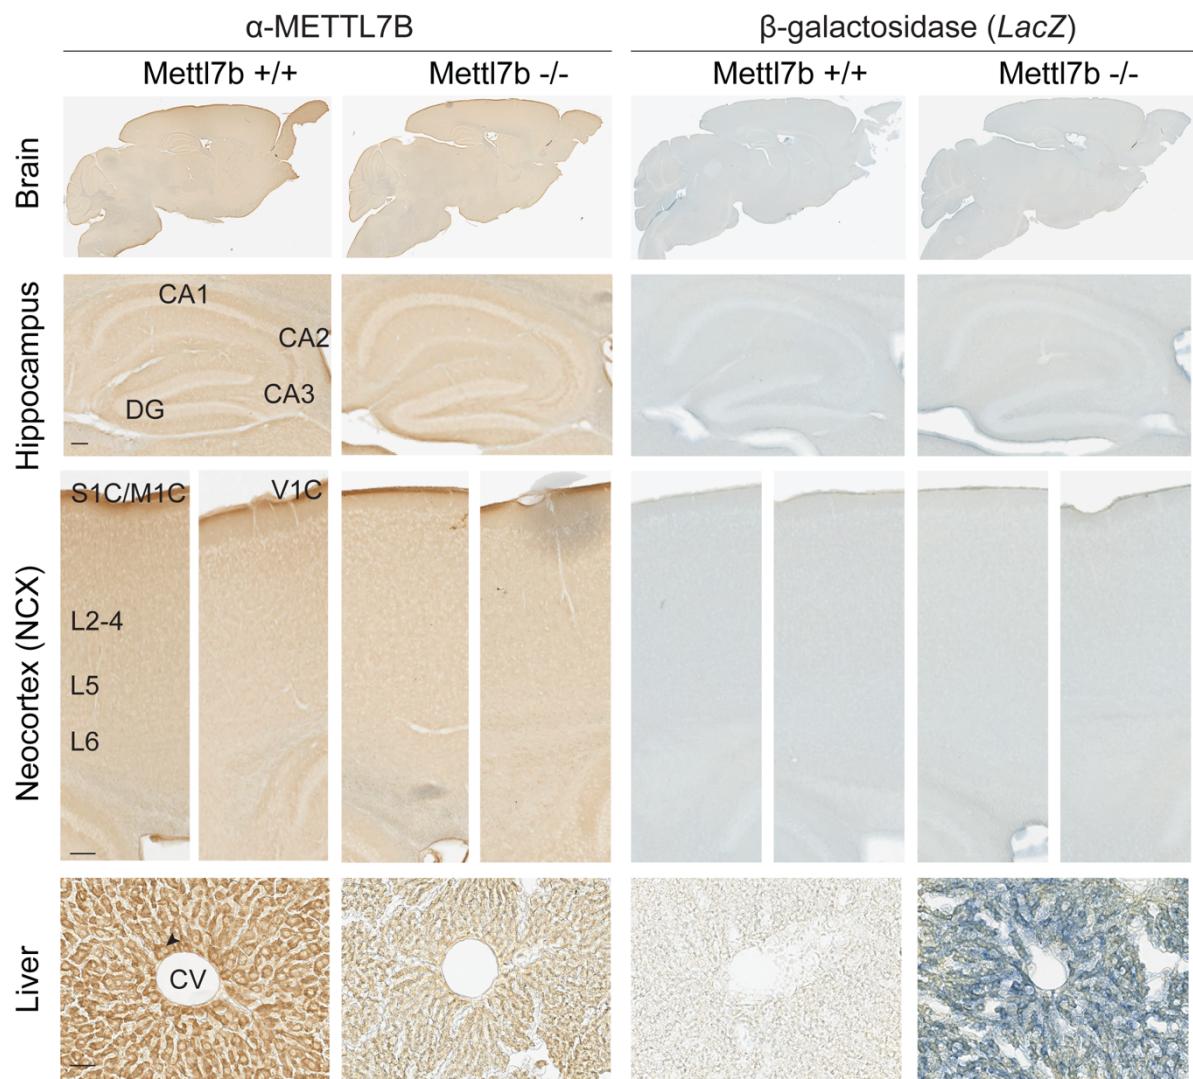 α-METTL7B β-galactosidase (LacZ)
Mettl7b +/+ Mettl7b -/- Mettl7b +/+ Mettl7b -/-
Brain
Hippocampus
CA1
CA2
CA3
DG
Neocortex (NCX)
S1C/M1C V1C
L2-4
L5
L6
Liver
CV